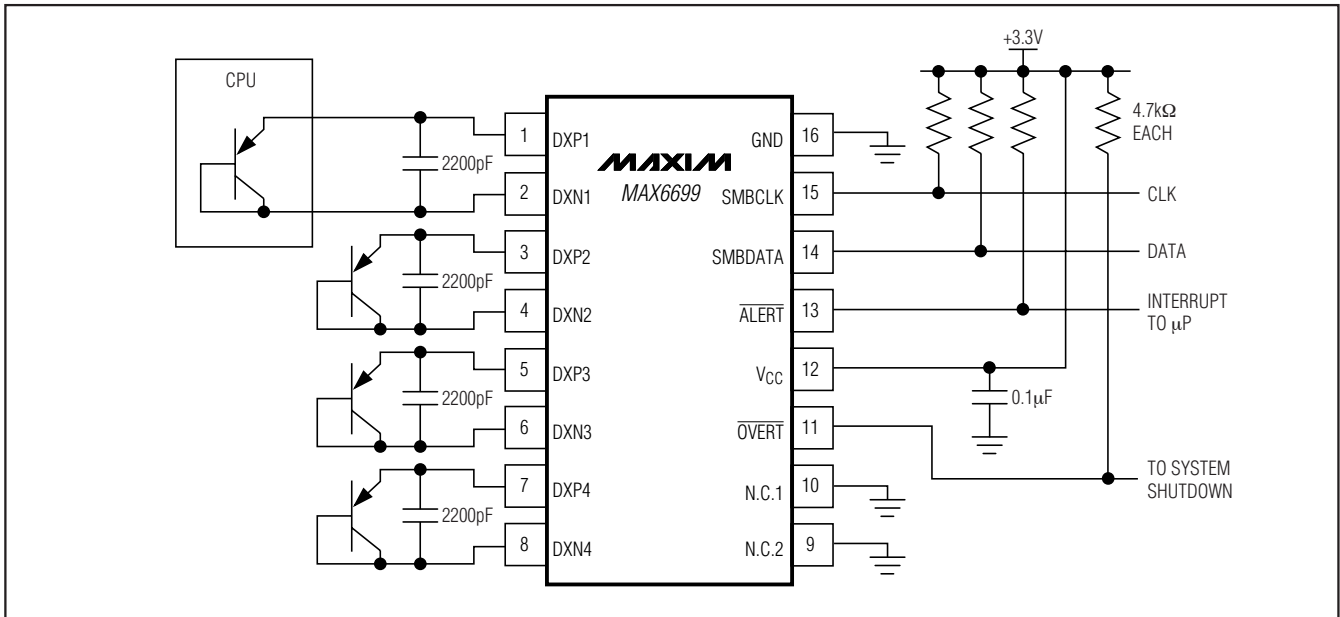 +3.3V
CPU
4.7kΩ
EACH
1
DXP1
GND
16
2200pF
MAXIM
MAX6699
2
DXN1
SMBCLK
15
CLK
3
DXP2
SMBDATA
14
DATA
2200pF
4
DXN2
ALERT
13
INTERRUPT
TO µP
5
DXP3
VCC
12
2200pF
0.1µF
6
DXN3
OVERT
11
7
DXP4
N.C.1
10
TO SYSTEM
SHUTDOWN
2200pF
8
DXN4
N.C.2
9